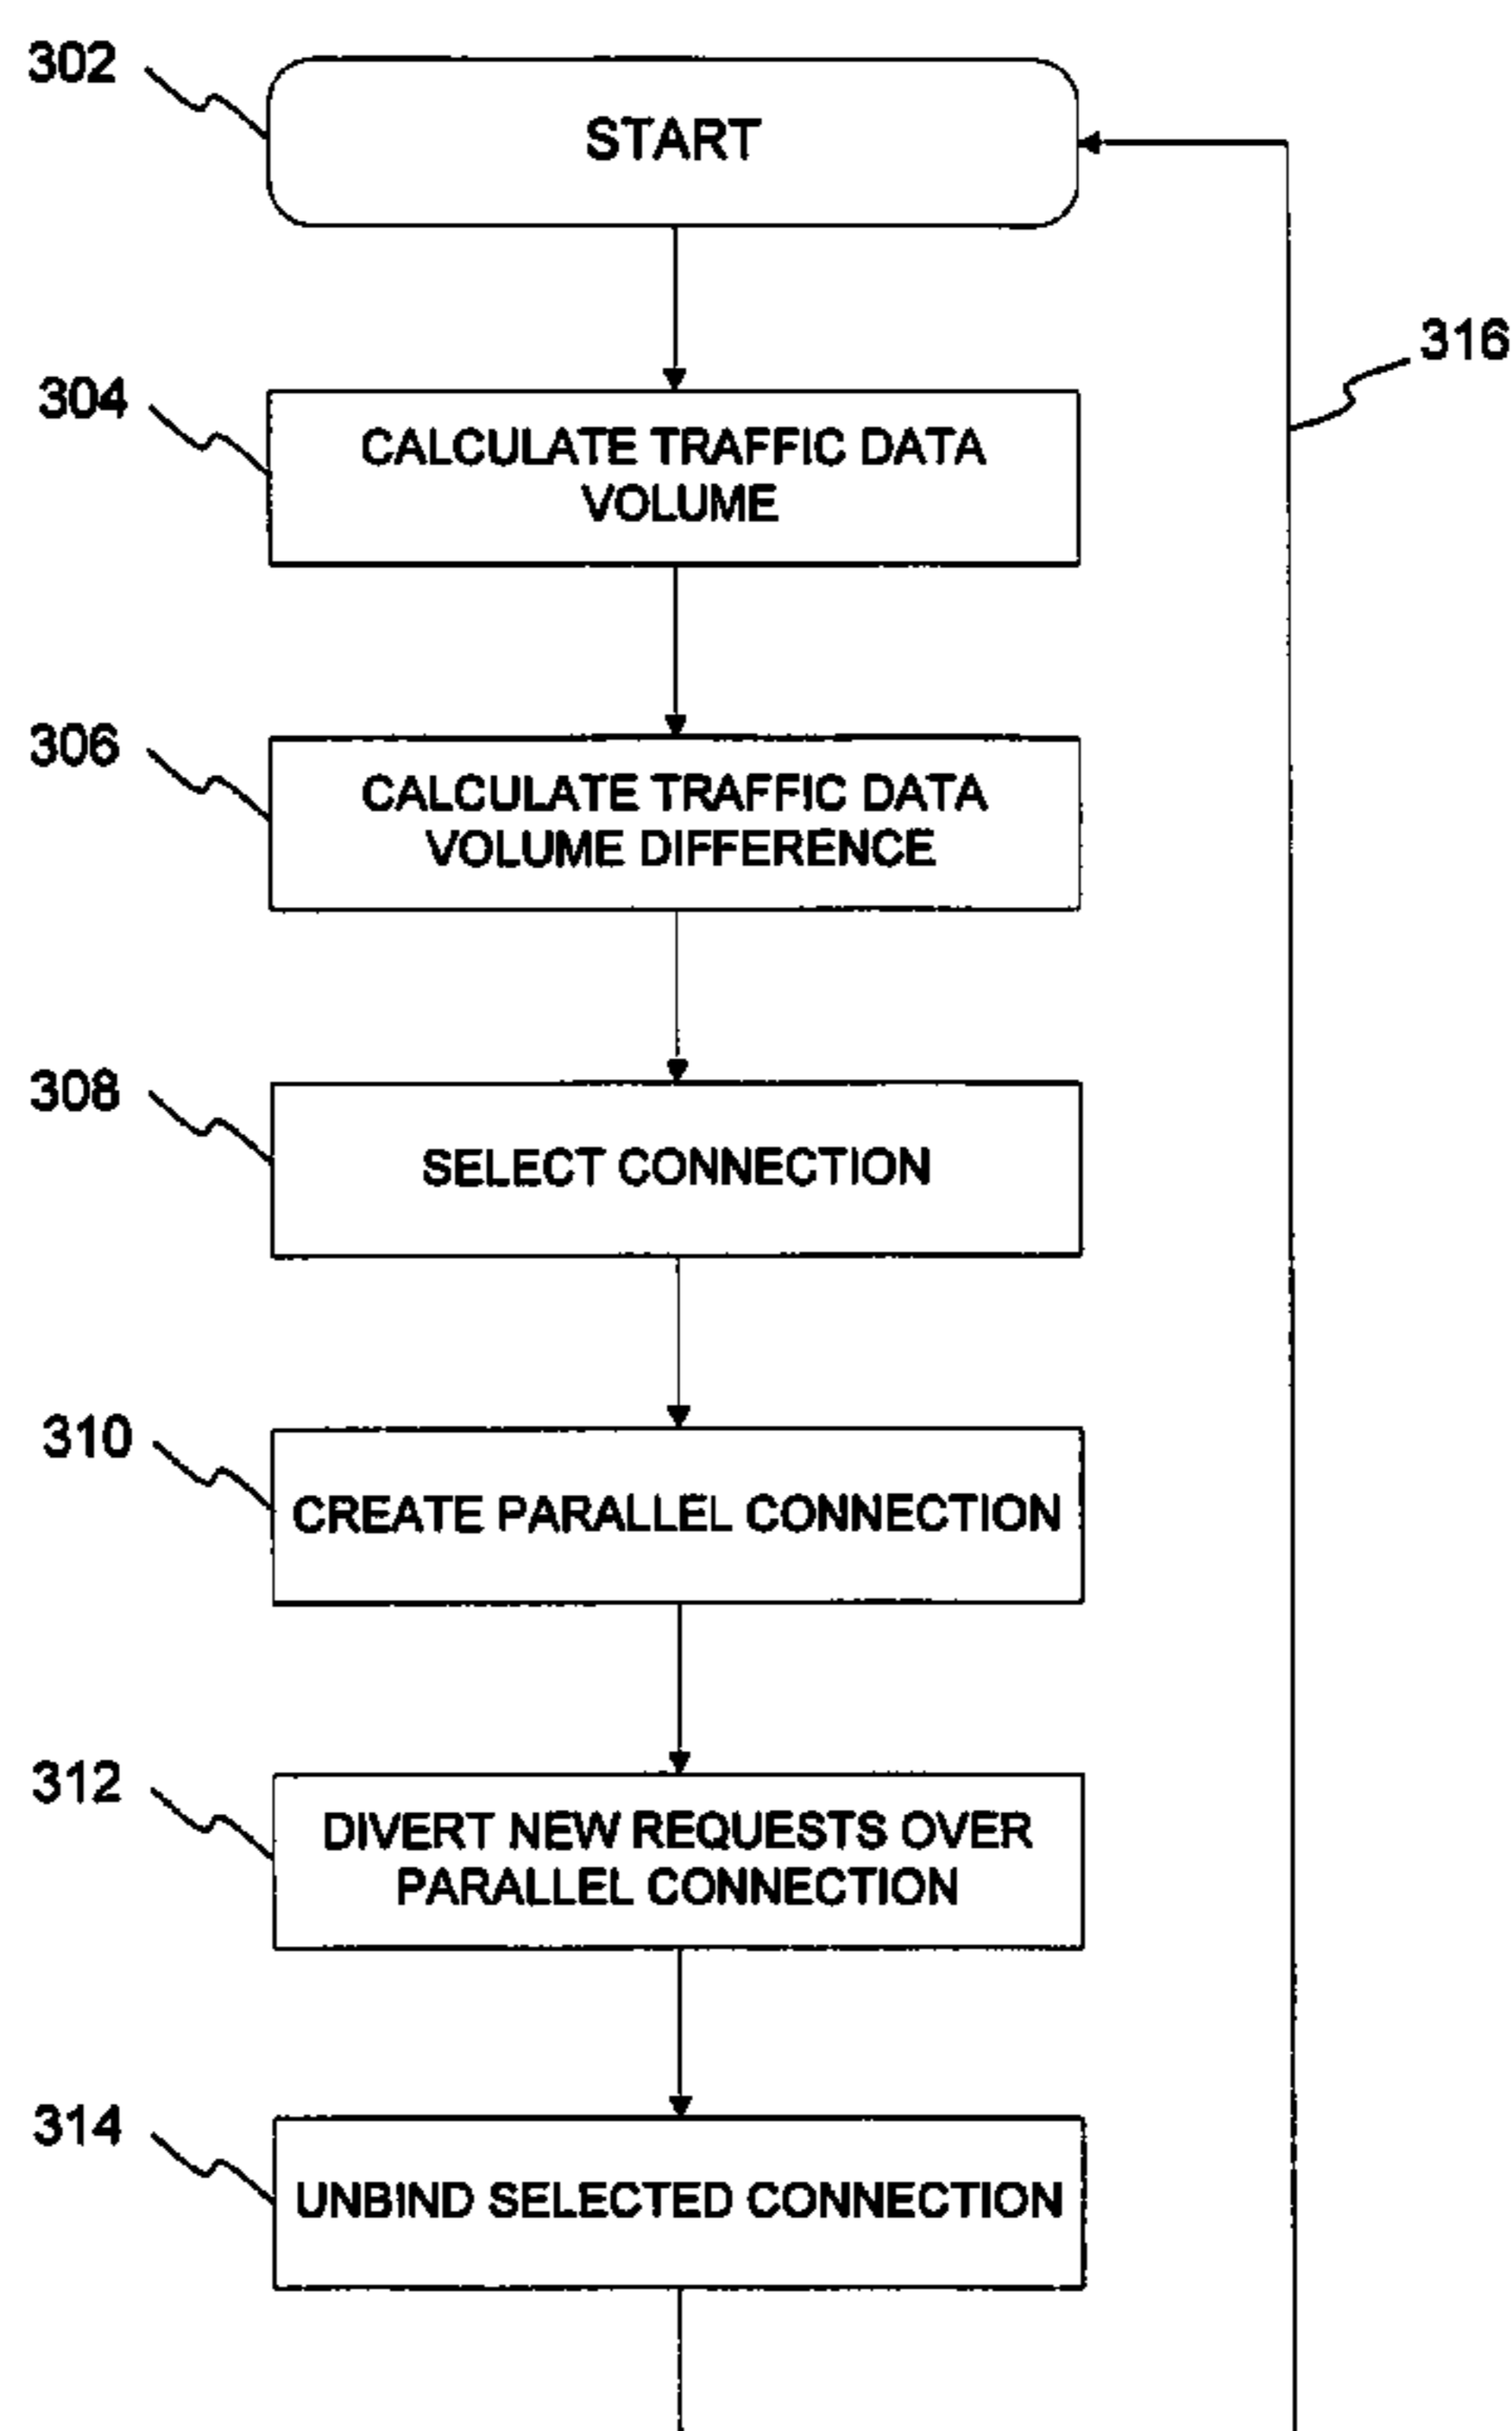 302
START
316
304
CALCULATE TRAFFIC DATA
VOLUME
306
CALCULATE TRAFFIC DATA
VOLUME DIFFERENCE
308
SELECT CONNECTION
310
CREATE PARALLEL CONNECTION
312
DIVERT NEW REQUESTS OVER
PARALLEL CONNECTION
314
UNBIND SELECTED CONNECTION